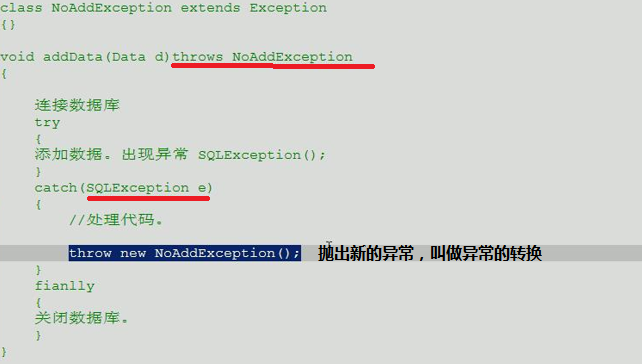 class NoAddException extends Exception
{}
void addData(Data d)throws NoAddException
{
连接数据库
try
{
添加数据。出现异常 SQLException();
}
catch(SQLException e)
{
//处理代码。
throw new NoAddException(); 抛出新的异常，叫做异常的转换
}
fianlly
{
关闭数据库。
}
}